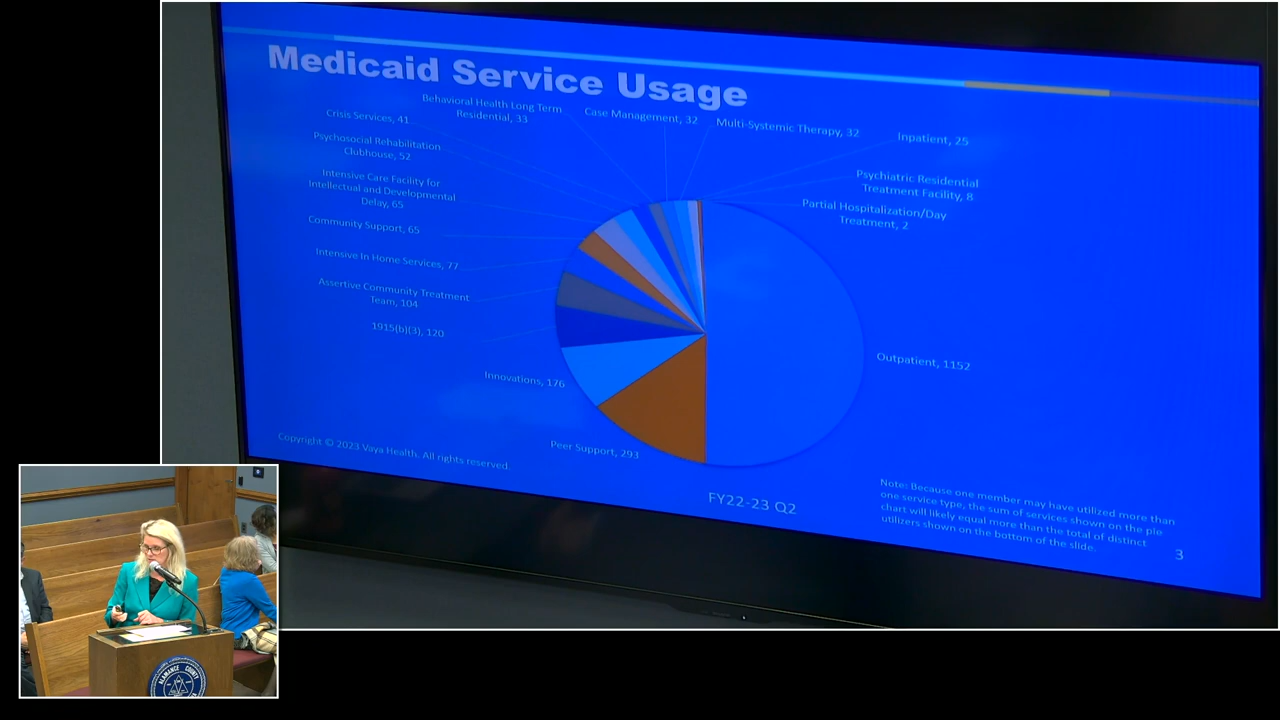 Medicaid Service Usage
Behavioral Health Long Term
Residential, 33
Case Management, 32
Multi-Systemic Therapy, 32
Inpatient, 25
Crisis Services, 41
Psychosocial Rehabilitation
Clubhouse, 52
Psychiatric Residential
Treatment Facility, 8
Intensive Care Facility for
Intellectual and Developmental
Delay, 65
Partial Hospitalization/Day
Treatment, 2
Community Support, 65
Intensive In Home Services, 77
Assertive Community Treatment
Team, 104
1915(b)(3), 120
Outpatient, 1152
Innovations, 176
Peer Support, 293
Copyright © 2023 Vaya Health. All rights reserved.
FY22-23 Q2
Note: Because one member may have utilized more than
one service type, the sum of services shown on the pie
chart will likely equal more than the total of distinct
utilizers shown on the bottom of the slide.
3
ALAMANCE COUNTY